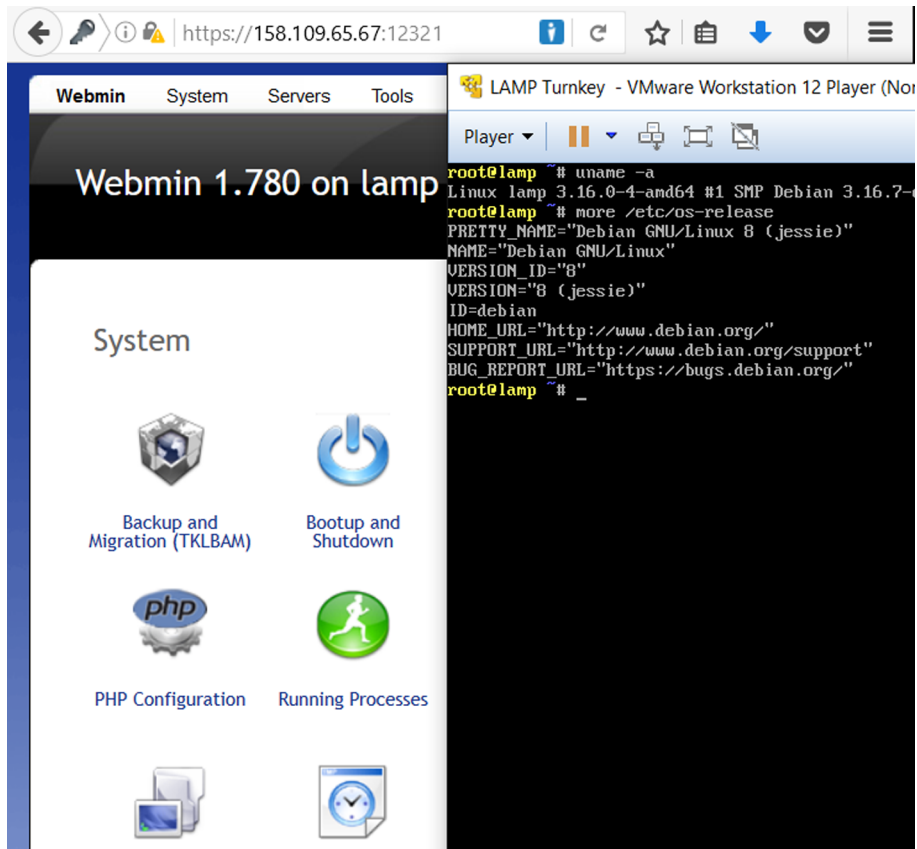 https://158.109.65.67:12321
Webmin System Servers Tools
Webmin 1.780 on lamp
System
Backup and
Migration (TKLBAM)
Bootup and
Shutdown
php
PHP Configuration
Running Processes
LAMP Turnkey - VMware Workstation 12 Player (Nor
Player
root@lamp ~# uname -a
Linux lamp 3.16.0-4-amd64 #1 SMP Debian 3.16.7-
root@lamp ~# more /etc/os-release
PRETTY_NAME="Debian GNU/Linux 8 (jessie)"
NAME="Debian GNU/Linux"
VERSION_ID="8"
VERSION="8 (jessie)"
ID=debian
HOME_URL="http://www.debian.org/"
SUPPORT_URL="http://www.debian.org/support"
BUG_REPORT_URL="https://bugs.debian.org/"
root@lamp ~# _